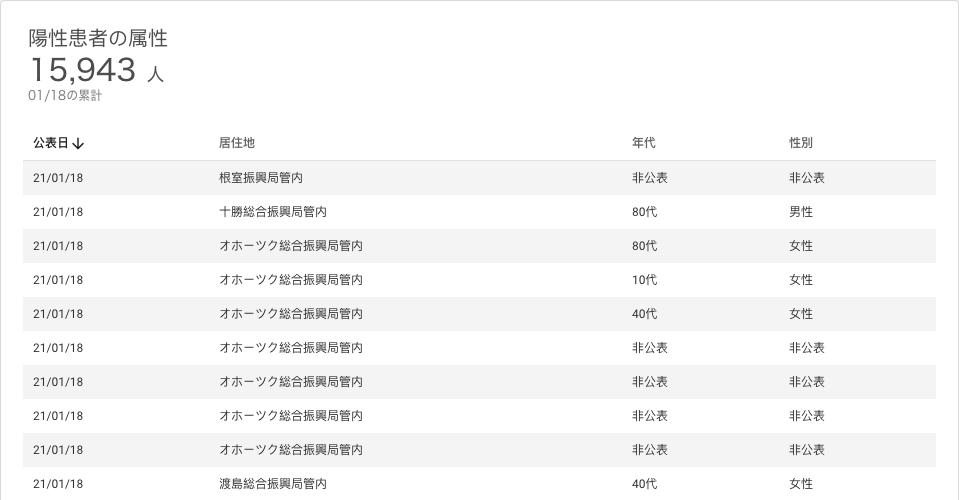 陽性患者の属性
15,943 人
01/18の累計
公表日↓ 居住地 年代 性別
21/01/18 根室振興局管内 非公表 非公表
21/01/18 十勝総合振興局管内 80代 男性
21/01/18 オホーツク総合振興局管内 80代 女性
21/01/18 オホーツク総合振興局管内 10代 女性
21/01/18 オホーツク総合振興局管内 40代 女性
21/01/18 オホーツク総合振興局管内 非公表 非公表
21/01/18 オホーツク総合振興局管内 非公表 非公表
21/01/18 オホーツク総合振興局管内 非公表 非公表
21/01/18 オホーツク総合振興局管内 非公表 非公表
21/01/18 渡島総合振興局管内 40代 女性